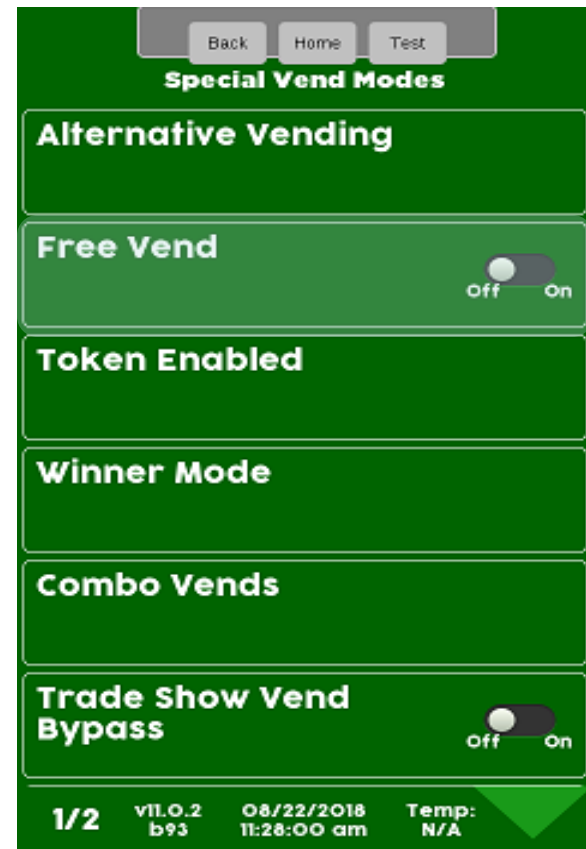 Back Home Test
Special Vend Modes
Alternative Vending
Free Vend
Off On
Token Enabled
Winner Mode
Combo Vends
Trade Show Vend
Bypass
Off On
1/2 v11.0.2 08/22/2018 Temp:
b93 11:28:00 am N/A